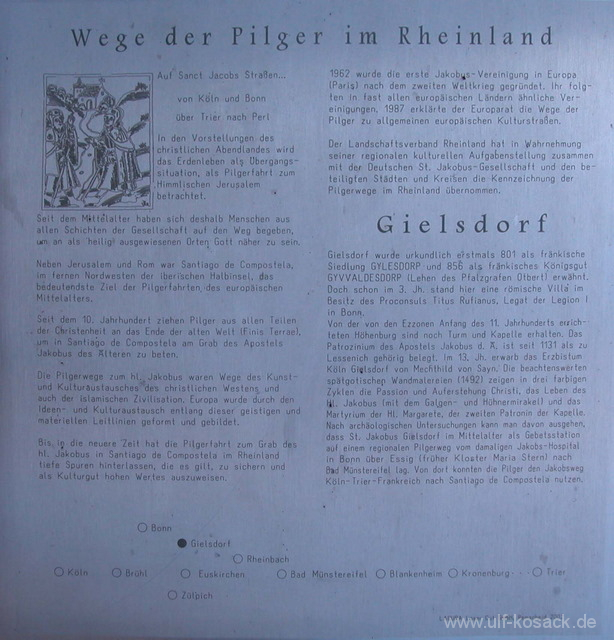 Wege der Pilger im Rheinland
Auf Sanct Jacobs Straßen...
von Köln und Bonn
über Trier nach Perl
In den Vorstellungen des
christlichen Abendlandes wird
das Erdenleben als Übergangs-
situation, als Pilgerfahrt zum
Himmlischen Jerusalem
betrachtet.
Seit dem Mittelalter haben sich deshalb Menschen aus
allen Schichten der Gesellschaft auf den Weg begeben,
um an als heilig ausgewiesenen Orten Gott näher zu sein.
Neben Jerusalem und Rom war Santiago de Compostela,
im fernen Nordwesten der iberischen Halbinsel, das
bedeutendste Ziel der Pilgerfahrten des europäischen
Mittelalters.
Seit dem 10. Jahrhundert ziehen Pilger aus allen Teilen
der Christenheit an das Ende der alten Welt (Finis Terrae),
um in Santiago de Compostela am Grab des Apostels
Jakobus des Älteren zu beten.
Die Pilgerwege zum hl. Jakobus waren Wege des Kunst-
und Kulturaustausches des christlichen Westens und
auch der islamischen Zivilisation. Europa wurde durch den
Ideen- und Kulturaustausch entlang dieser geistigen und
materiellen Leitlinien geformt und gebildet.
Bis in die neuere Zeit hat die Pilgerfahrt zum Grab des
hl. Jakobus in Santiago de Compostela im Rheinland
tiefe Spuren hinterlassen, die es gilt, zu sichern und
als Kulturgut hohen Wertes auszuweisen.
1962 wurde die erste Jakobus-Vereinigung in Europa
(Paris) nach dem zweiten Weltkrieg gegründet. Ihr folg-
ten in fast allen europäischen Ländern ähnliche Ver-
einigungen. 1987 erklärte der Europarat die Wege der
Pilger zu allgemeinen europäischen Kulturstraßen.
Der Landschaftsverband Rheinland hat in Wahrnehmung
seiner regionalen kulturellen Aufgabenstellung zusammen
mit der Deutschen St. Jakobus-Gesellschaft und den be-
teiligten Städten und Kreisen die Kennzeichnung der
Pilgerwege im Rheinland übernommen.
Gielsdorf
Gielsdorf wurde urkundlich erstmals 801 als fränkische
Siedlung GYLESDORP und 856 als fränkisches Königsgut
GYVVALDESDORP (Lehen des Pfalzgrafen Otbert) erwähnt.
Doch schon im 3. Jh. stand hier eine römische Villa im
Besitz des Proconsuls Titus Rufianus, Legat der Legion I
in Bonn.
Von der von den Ezzonen Anfang des 11. Jahrhunderts errich-
teten Höhenburg sind noch Turm und Kapelle erhalten. Das
Patrozinium des Apostels Jakobus d. Ä. ist seit 1131 als zu
Lessenich gehörig belegt. Im 13. Jh. erwarb das Erzbistum
Köln Gielsdorf von Mechthild von Sayn. Die beachtenswerten
spätgotischen Wandmalereien (1492) zeigen in drei farbigen
Zyklen die Passion und Auferstehung Christi, das Leben des
hl. Jakobus (mit dem Galgen- und Hühnermirakel) und das
Martyrium der Hl. Margarete, der zweiten Patronin der Kapelle.
Nach archäologischen Untersuchungen kann man davon ausgehen,
dass St. Jakobus Gielsdorf im Mittelalter als Gebetsstation
auf einem regionalen Pilgerweg vom damaligen Jakobs-Hospital
in Bonn über Essig (früher Kloster Maria Stern) nach
Bad Münstereifel lag. Von dort konnten die Pilger den Jakobsweg
Köln-Trier-Frankreich nach Santiago de Compostela nutzen.
Bonn
Gielsdorf
Rheinbach
Köln Brühl Euskirchen Bad Münstereifel Blankenheim Kronenburg Trier
Zülpich
www.ulf-kosack.de